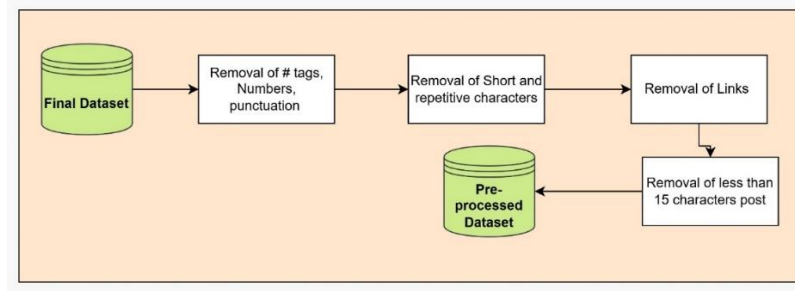 Final Dataset
Removal of # tags,
Numbers,
punctuation
Removal of Short and
repetitive characters
Removal of Links
Removal of less than
15 characters post
Pre-
processed
Dataset